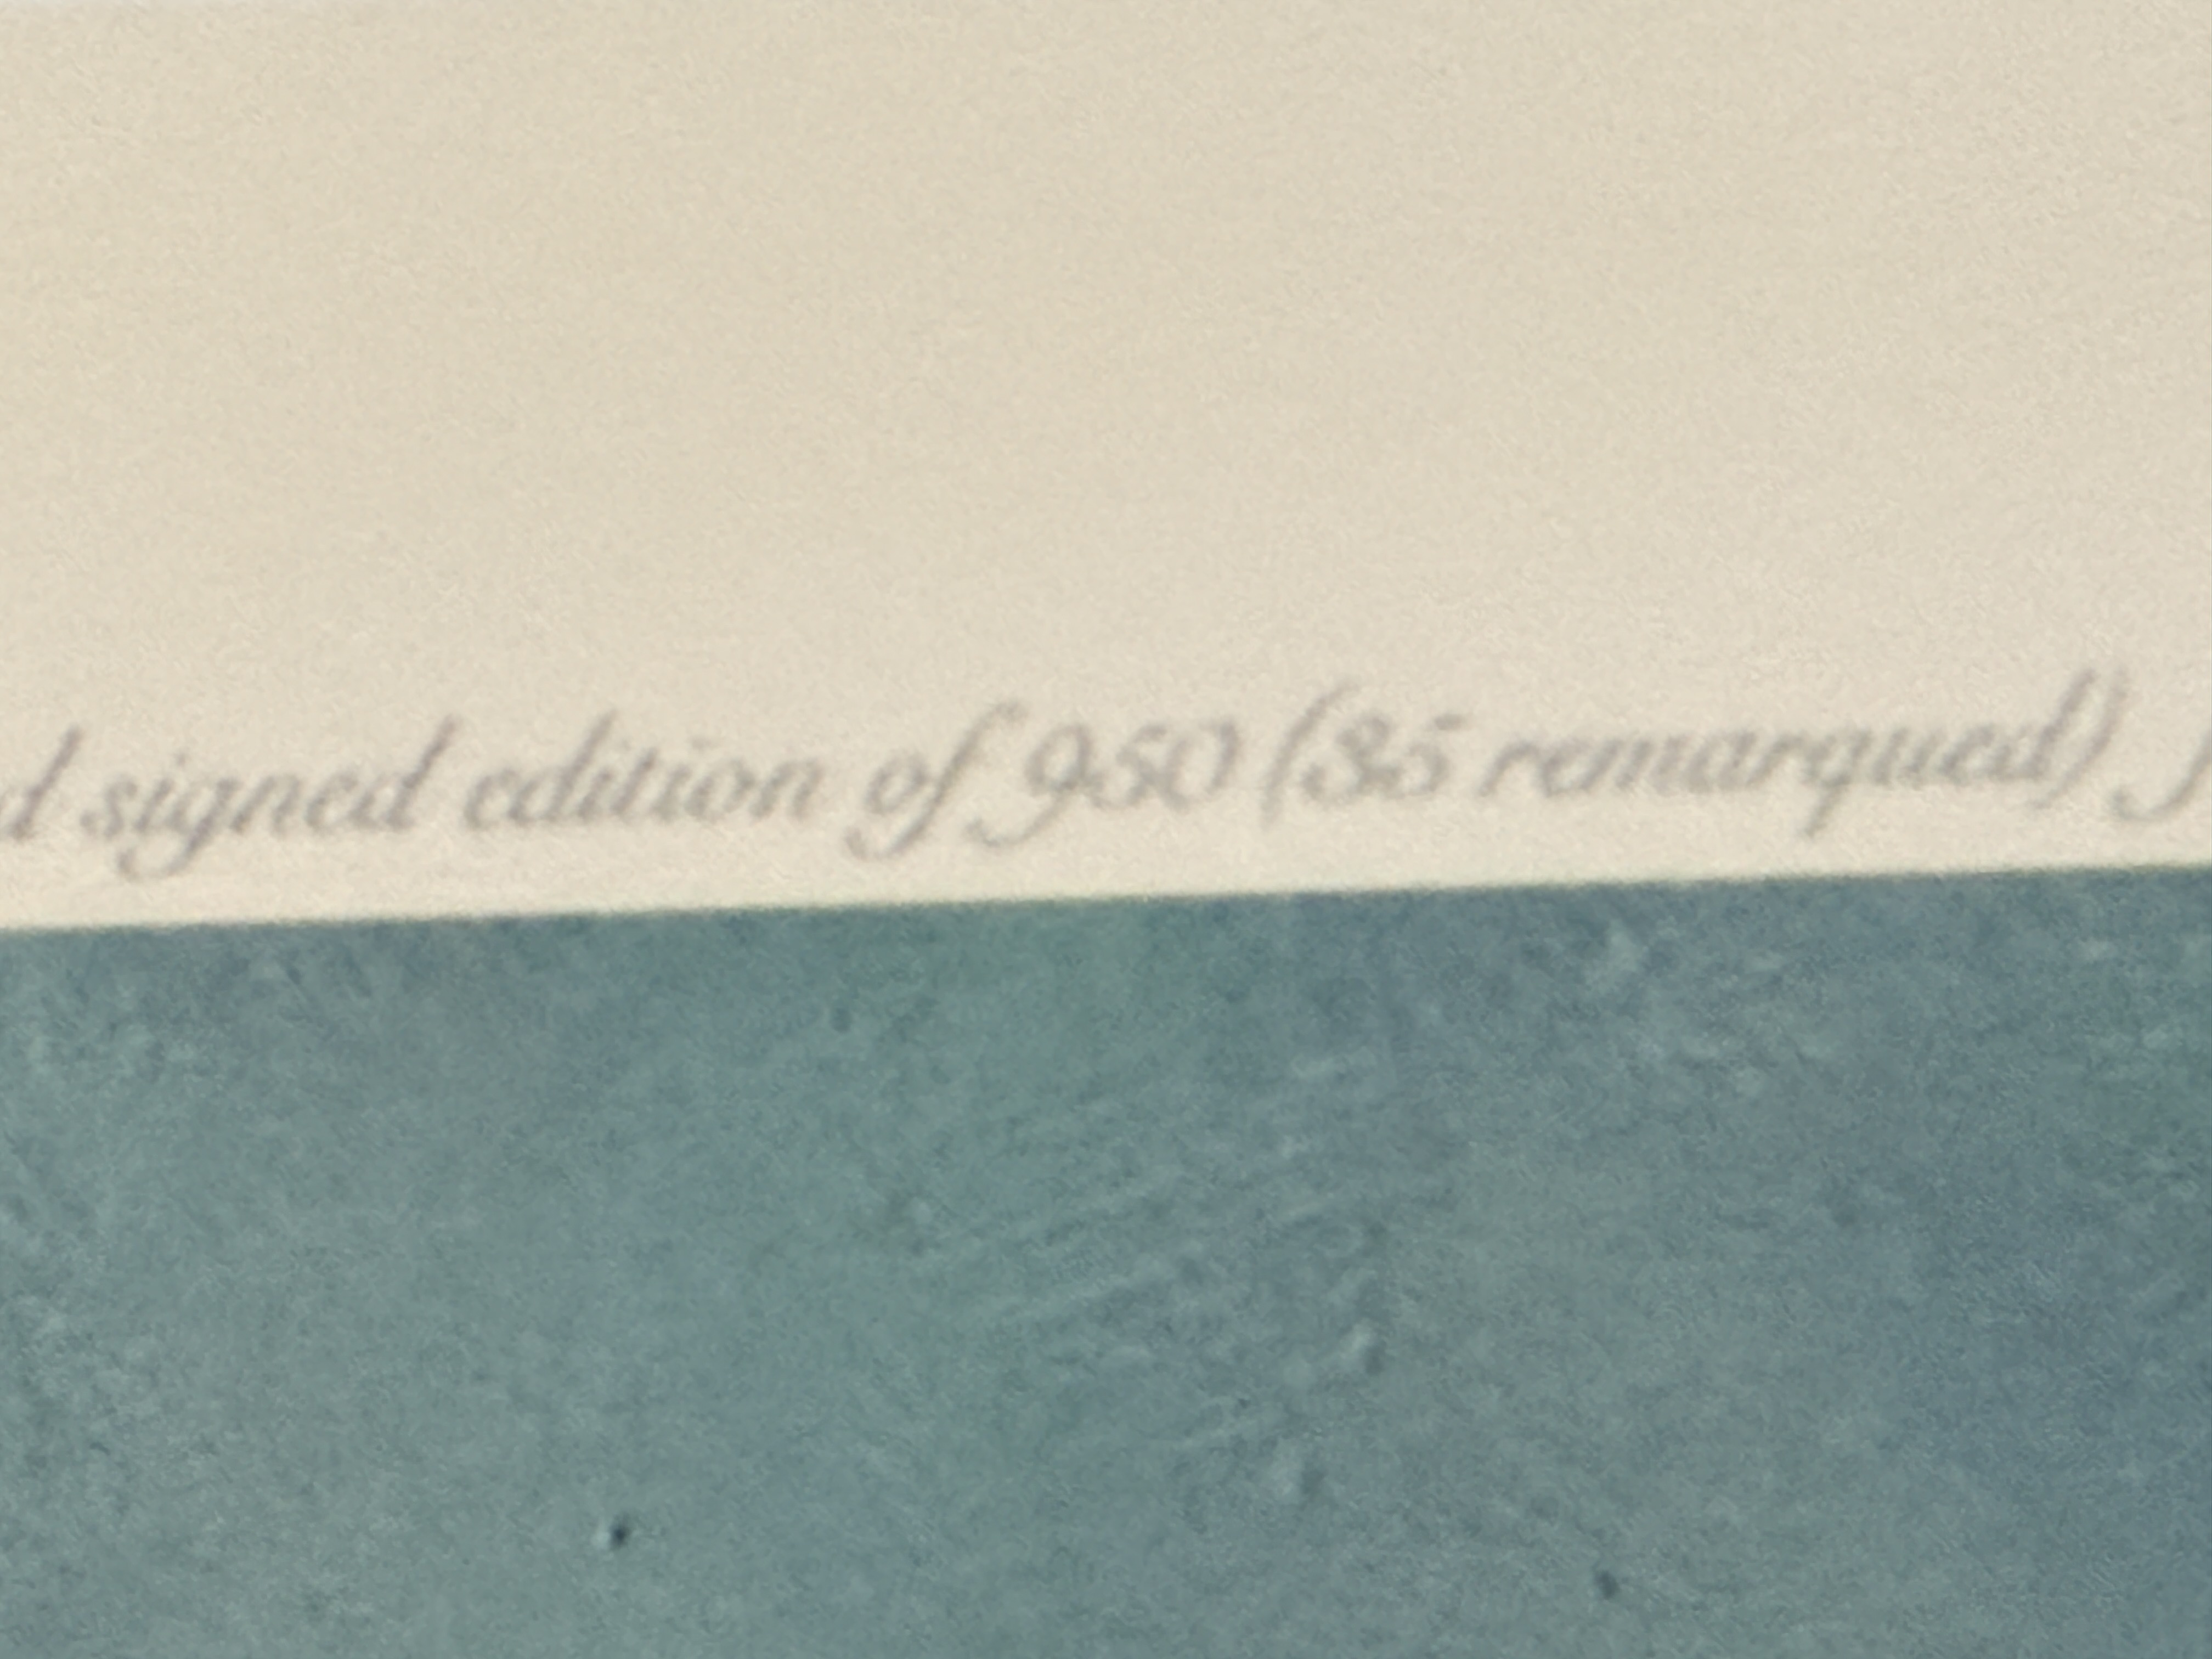 d signed edition of 950 (35 remarqued)